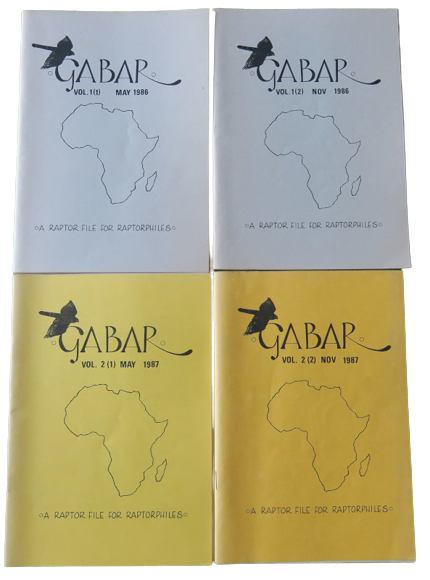 GABAR
VOL. 1(1) MAY 1986
○A RAPTOR FILE FOR RAPTORPHILES○
GABAR
VOL. 1(2) NOV 1986
○A RAPTOR FILE FOR RAPTORPHILES○
GABAR
VOL. 2(1) MAY 1987
○A RAPTOR FILE FOR RAPTORPHILES○
GABAR
VOL. 2(2) NOV 1987
○A RAPTOR FILE FOR RAPTORPHILES○